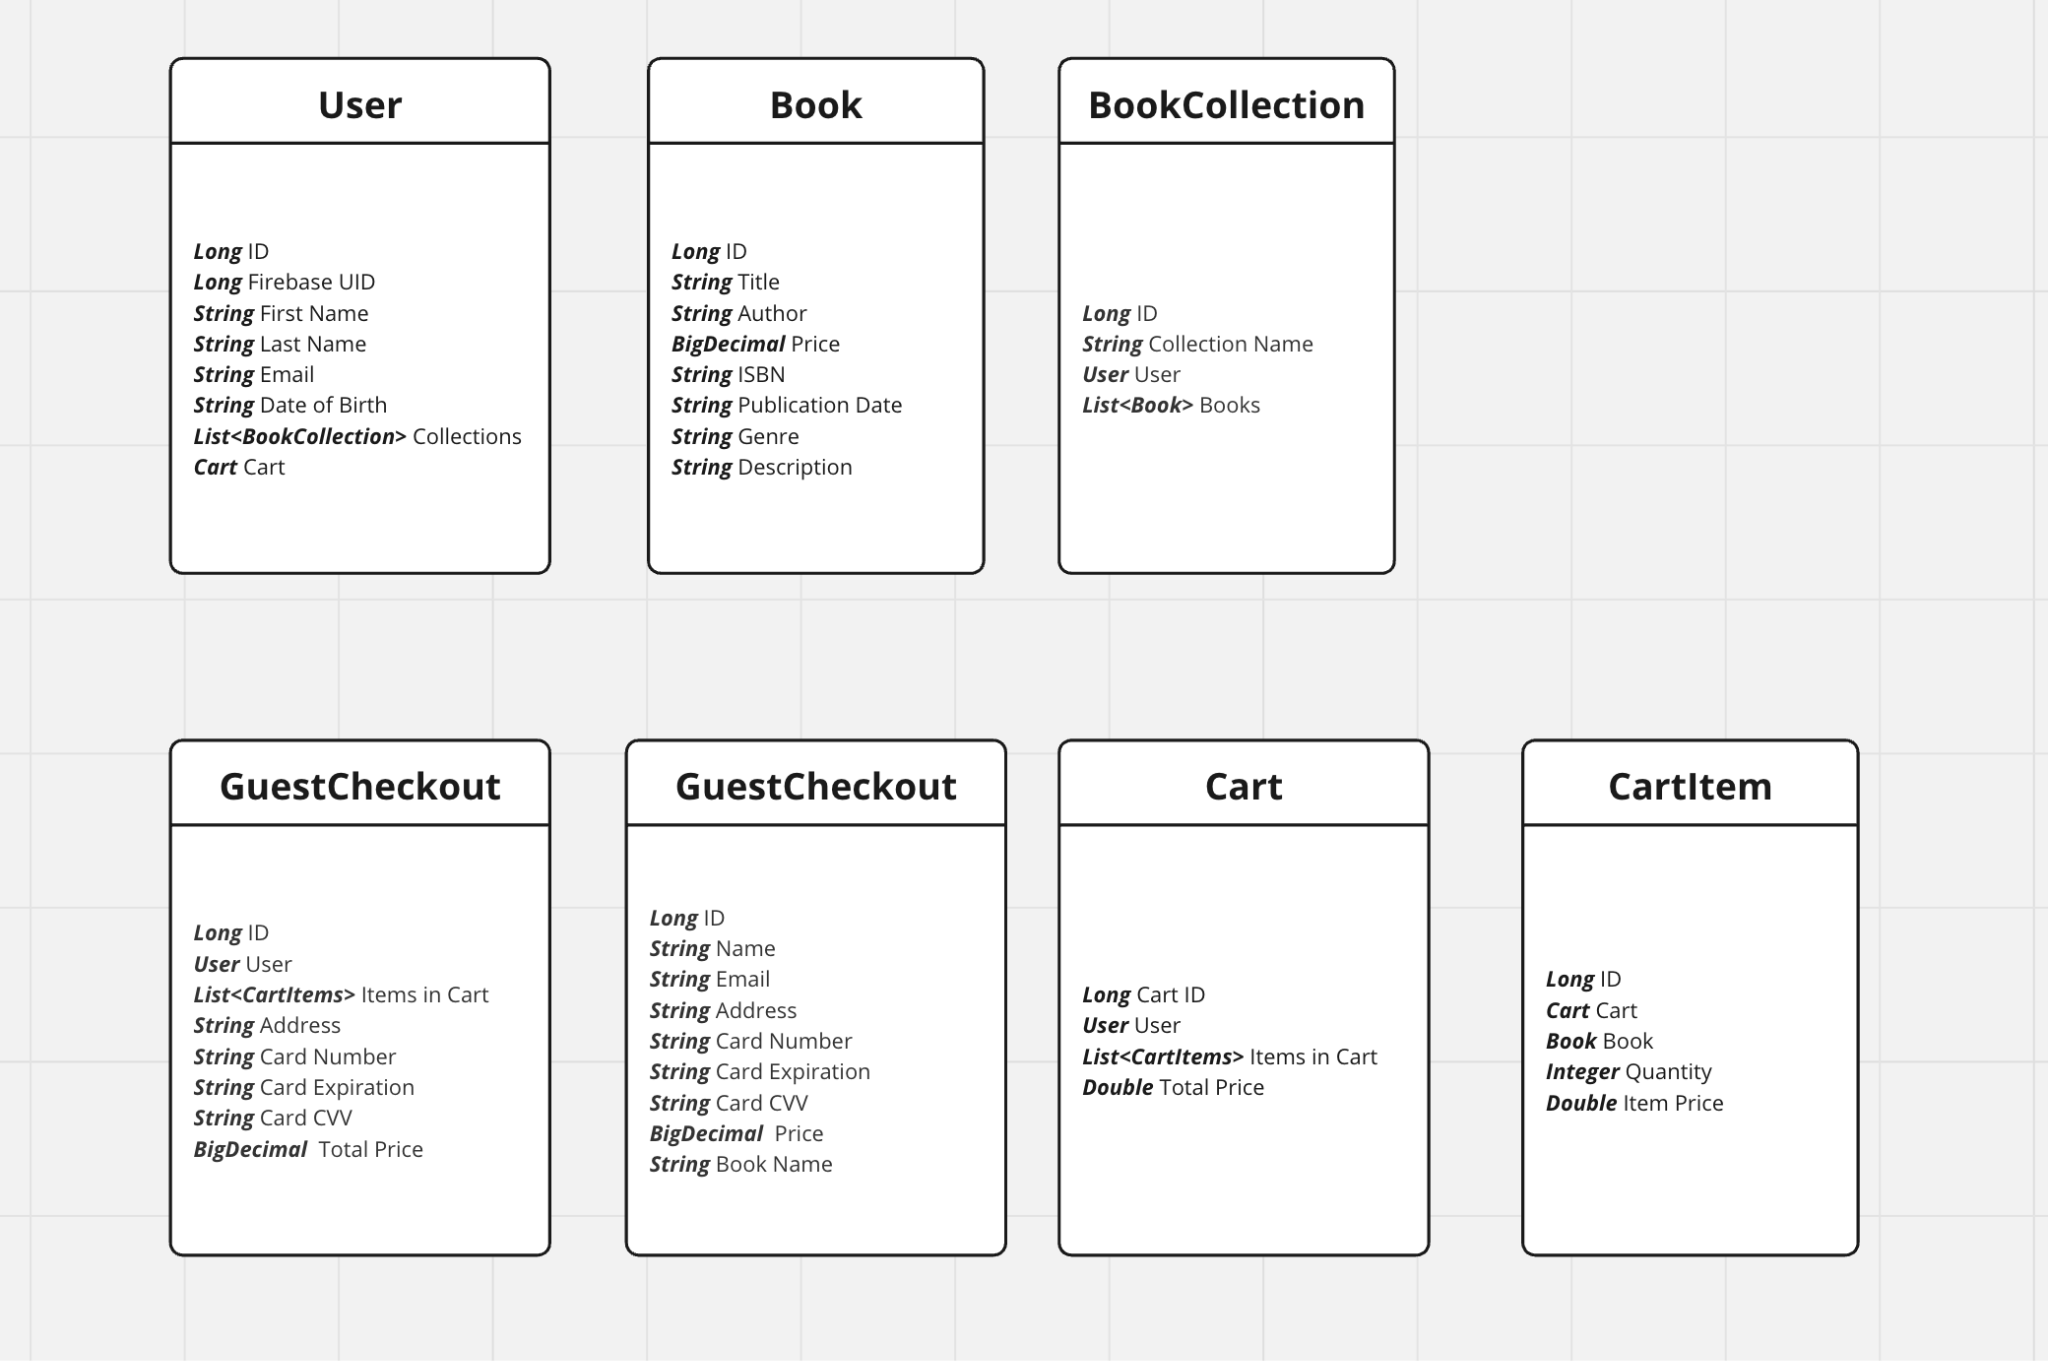 User
Long ID
Long Firebase UID
String First Name
String Last Name
String Email
String Date of Birth
List<BookCollection> Collections
Cart Cart
Book
Long ID
String Title
String Author
BigDecimal Price
String ISBN
String Publication Date
String Genre
String Description
BookCollection
Long ID
String Collection Name
User User
List<Book> Books
GuestCheckout
Long ID
User User
List<CartItems> Items in Cart
String Address
String Card Number
String Card Expiration
String Card CVV
BigDecimal Total Price
GuestCheckout
Long ID
String Name
String Email
String Address
String Card Number
String Card Expiration
String Card CVV
BigDecimal Price
String Book Name
Cart
Long Cart ID
User User
List<CartItems> Items in Cart
Double Total Price
CartItem
Long ID
Cart Cart
Book Book
Integer Quantity
Double Item Price